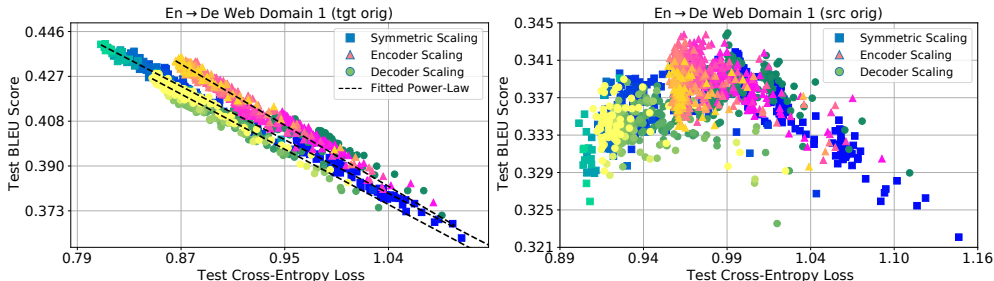 En→De Web Domain 1 (tgt orig)
Test BLEU Score
0.446
0.427
0.408
0.390
0.373
Symmetric Scaling
Encoder Scaling
Decoder Scaling
Fitted Power-Law
0.79
0.87
0.95
1.04
Test Cross-Entropy Loss
En→De Web Domain 1 (src orig)
Test BLEU Score
0.345
0.341
0.337
0.333
0.329
0.325
0.321
Symmetric Scaling
Encoder Scaling
Decoder Scaling
0.89
0.94
0.99
1.04
1.10
1.16
Test Cross-Entropy Loss